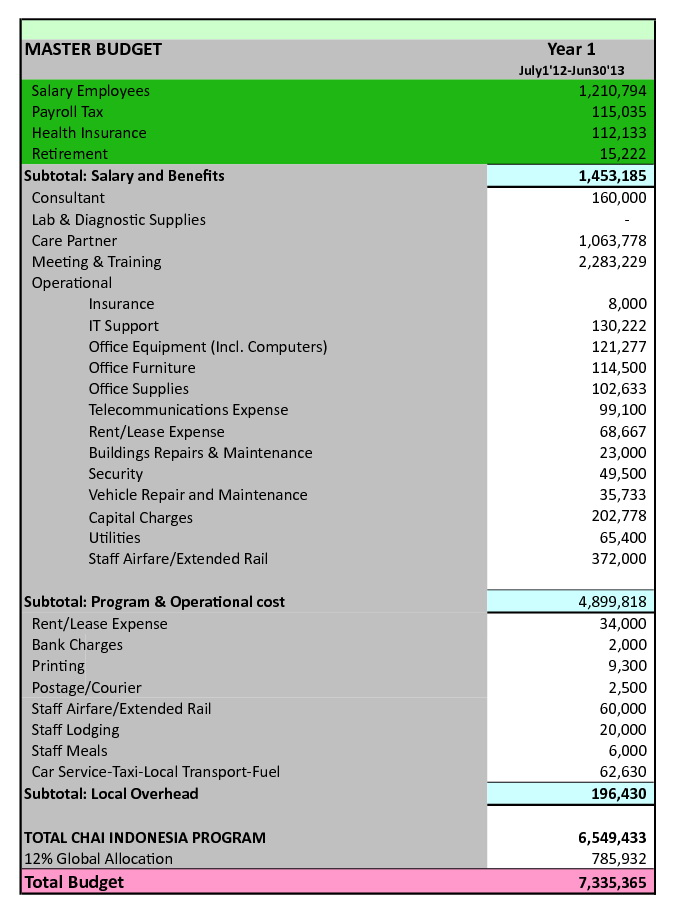 MASTER BUDGET Year 1
July1'12-Jun30'13
Salary Employees 1,210,794
Payroll Tax 115,035
Health Insurance 112,133
Retirement 15,222
Subtotal: Salary and Benefits 1,453,185
Consultant 160,000
Lab & Diagnostic Supplies -
Care Partner 1,063,778
Meeting & Training 2,283,229
Operational
Insurance 8,000
IT Support 130,222
Office Equipment (Incl. Computers) 121,277
Office Furniture 114,500
Office Supplies 102,633
Telecommunications Expense 99,100
Rent/Lease Expense 68,667
Buildings Repairs & Maintenance 23,000
Security 49,500
Vehicle Repair and Maintenance 35,733
Capital Charges 202,778
Utilities 65,400
Staff Airfare/Extended Rail 372,000
Subtotal: Program & Operational cost 4,899,818
Rent/Lease Expense 34,000
Bank Charges 2,000
Printing 9,300
Postage/Courier 2,500
Staff Airfare/Extended Rail 60,000
Staff Lodging 20,000
Staff Meals 6,000
Car Service-Taxi-Local Transport-Fuel 62,630
Subtotal: Local Overhead 196,430
TOTAL CHAI INDONESIA PROGRAM 6,549,433
12% Global Allocation 785,932
Total Budget 7,335,365